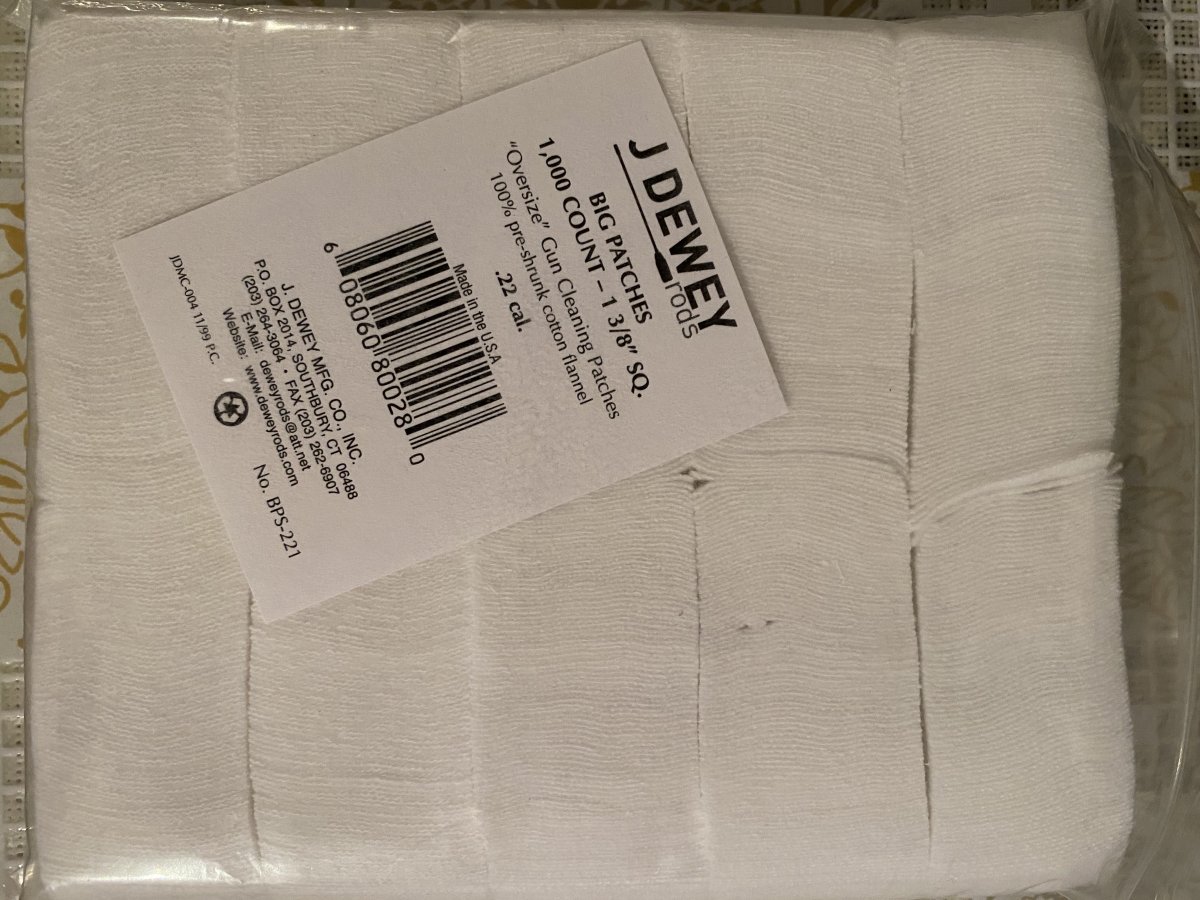 J DEWEY
rods
BIG PATCHES
1,000 COUNT – 1 3/8" SQ.
"Oversize" Gun Cleaning Patches
100% pre-shrunk cotton flannel
.22 cal.
Made in the U.S.A
6 08060 80028 0
J. DEWEY MFG. CO., INC.
P.O. BOX 2014, SOUTHBURY, CT 06488
(203) 264-3064 • FAX (203) 262-6907
E-Mail: deweyrods@att.net
Website: www.deweyrods.com
No. BPS-221
JDMC-004 11/99 P.C.